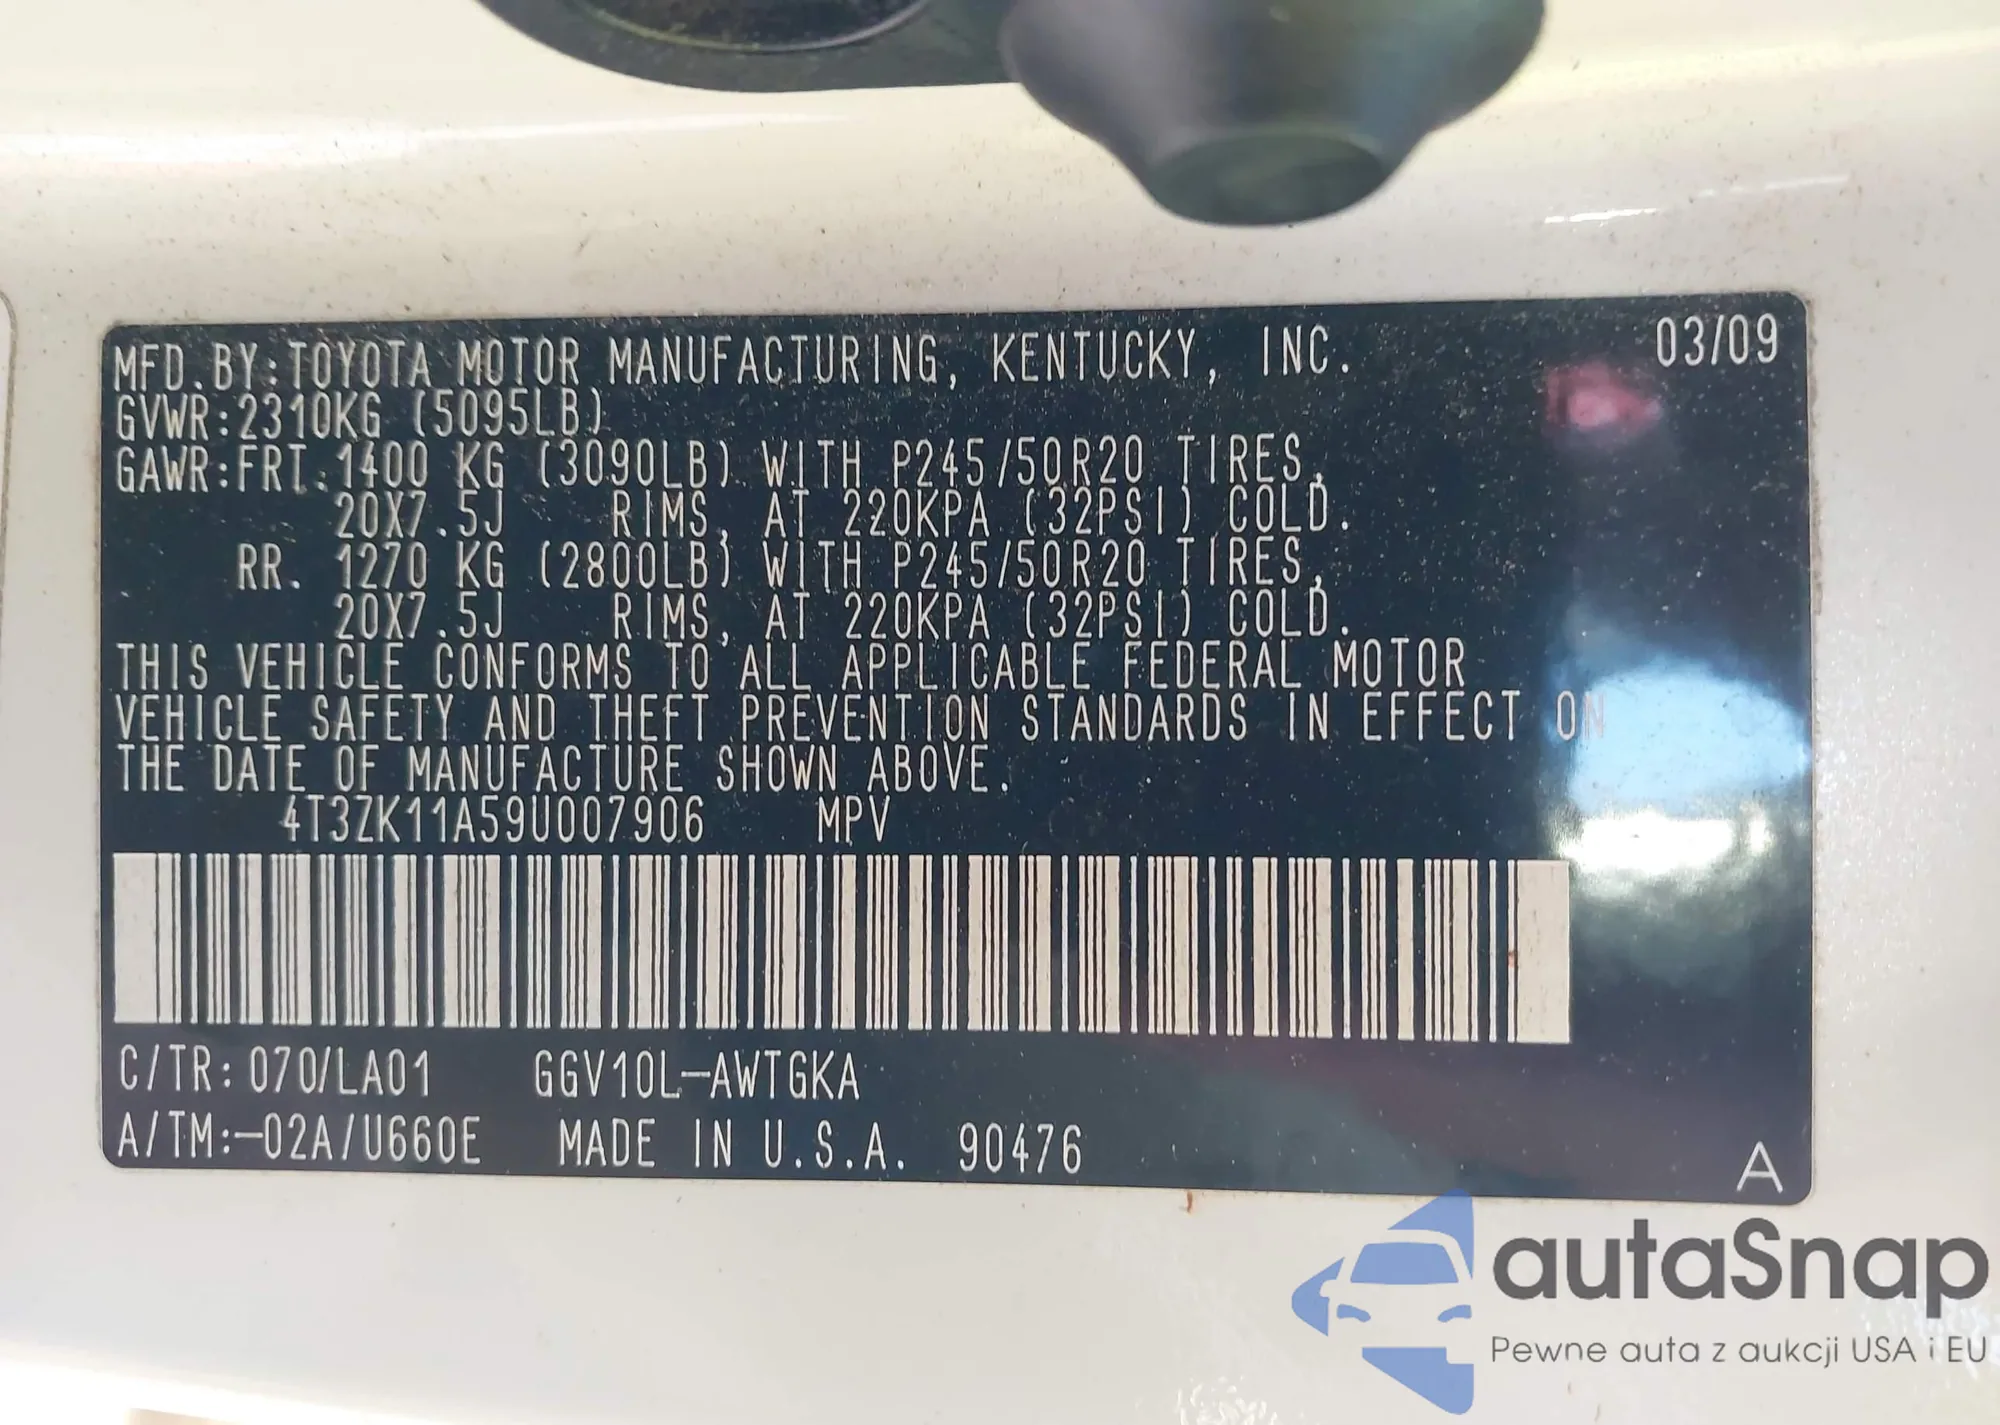 MFD. BY: TOYOTA MOTOR MANUFACTURING, KENTUCKY, INC. 03/09
GVWR: 2310KG (5095LB)
GAWR: FRT. 1400 KG (3090LB) WITH P245/50R20 TIRES,
20X7.5J RIMS, AT 220KPA (32PSI) COLD.
RR. 1270 KG (2800LB) WITH P245/50R20 TIRES,
20X7.5J RIMS, AT 220KPA (32PSI) COLD.
THIS VEHICLE CONFORMS TO ALL APPLICABLE FEDERAL MOTOR
VEHICLE SAFETY AND THEFT PREVENTION STANDARDS IN EFFECT ON
THE DATE OF MANUFACTURE SHOWN ABOVE.
4T3ZK11A59U007906 MPV
C/TR: 070/LA01 GGV10L-AWTGKA
A/TM:-02A/U660E MADE IN U.S.A. 90476
A
autaSnap
Pewne auta z aukcji USA i EU